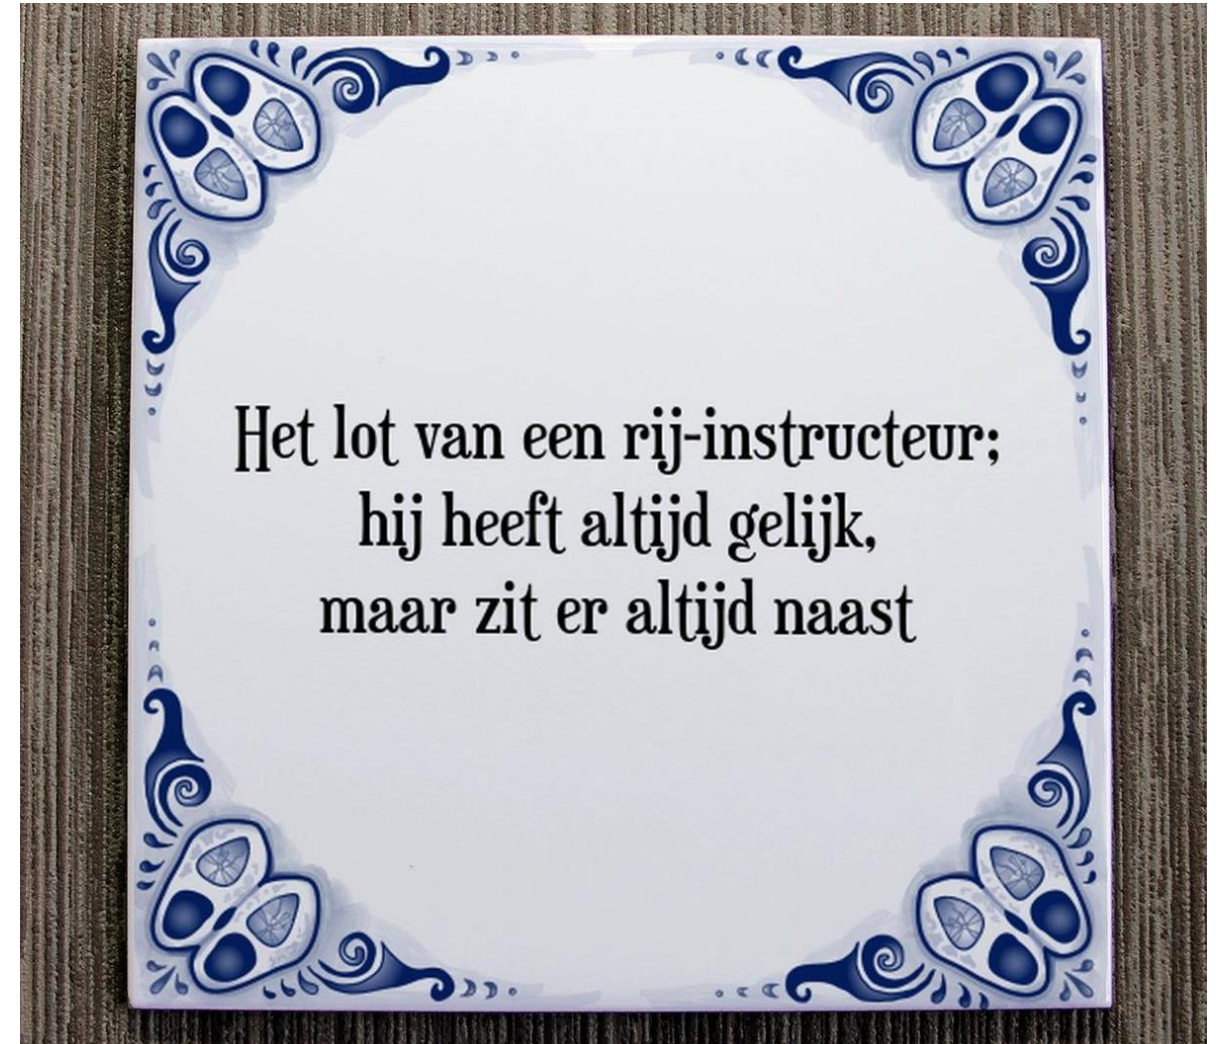 Het lot van een rij-instructeur;
hij heeft altijd gelijk,
maar zit er altijd naast